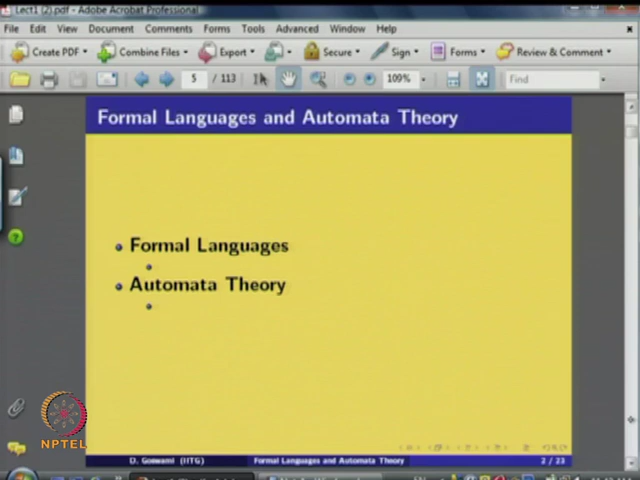 Lect1 (2).pdf - Adobe Acrobat Professional
File Edit View Document Comments Forms Tools Advanced Window Help
Create PDF Combine Files Export Secure Sign Forms Review & Comment
5 / 113 109% Find
Formal Languages and Automata Theory
Formal Languages
Automata Theory
NPTEL
D. Goswami (IITG) Formal Languages and Automata Theory 2 / 23